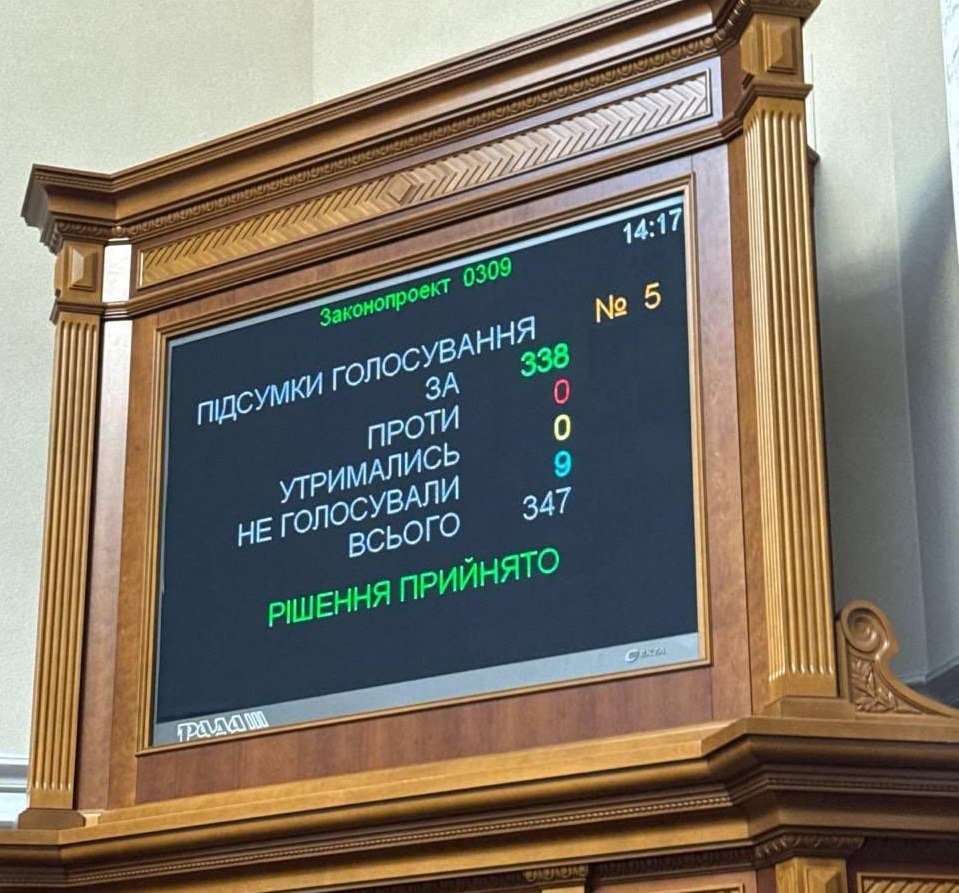 14:17
Законопроект 0309
№ 5
ПІДСУМКИ ГОЛОСУВАННЯ
ЗА 338
ПРОТИ 0
УТРИМАЛИСЬ 0
НЕ ГОЛОСУВАЛИ 9
ВСЬОГО 347
РІШЕННЯ ПРИЙНЯТО
EKTA
РАДА III